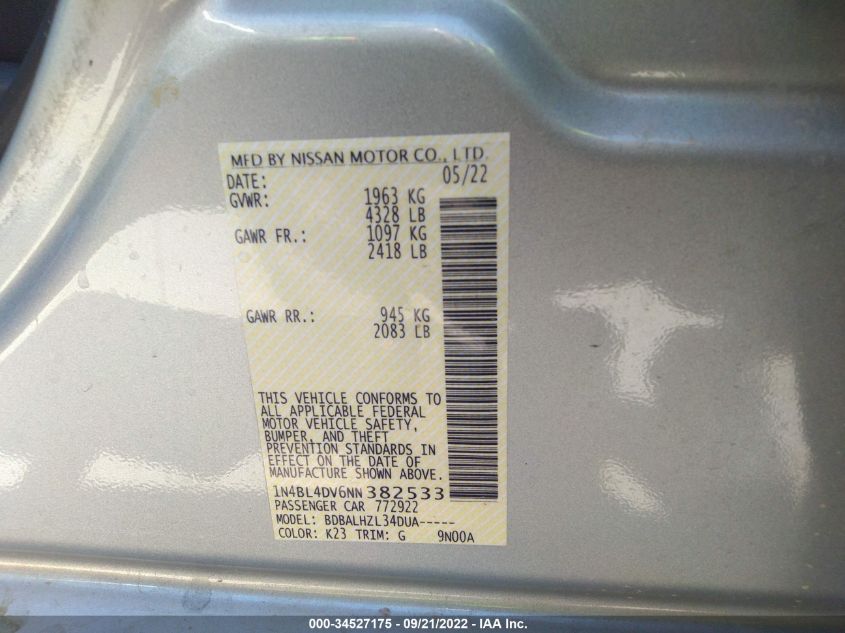 MFD BY NISSAN MOTOR CO., LTD.
DATE: 05/22
GVWR: 1963 KG
4328 LB
GAWR FR.: 1097 KG
2418 LB
GAWR RR.: 945 KG
2083 LB
THIS VEHICLE CONFORMS TO
ALL APPLICABLE FEDERAL
MOTOR VEHICLE SAFETY,
BUMPER, AND THEFT
PREVENTION STANDARDS IN
EFFECT ON THE DATE OF
MANUFACTURE SHOWN ABOVE.
1N4BL4DV6NN382533
PASSENGER CAR 772922
MODEL: BDBALHZL34DUA-----
COLOR: K23 TRIM: G 9N00A
000-34527175 - 09/21/2022 - IAA Inc.